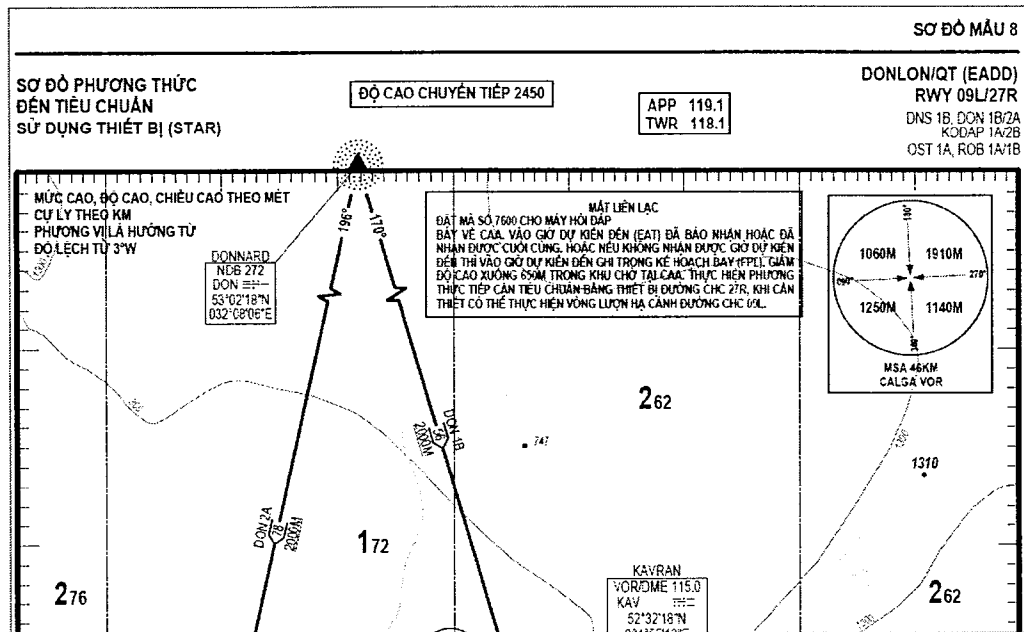 SƠ ĐỒ MẪU 8
SƠ ĐỒ PHƯƠNG THỨC
ĐẾN TIÊU CHUẨN
SỬ DỤNG THIẾT BỊ (STAR)
ĐỘ CAO CHUYỂN TIẾP 2450
APP 119.1
TWR 118.1
DONLON/QT (EADD)
RWY 09L/27R
DNS 1B, DON 1B/2A
KODAP 1A/2B
OST 1A, ROB 1A/1B
MỨC CAO, ĐỘ CAO, CHIỀU CAO THEO MÉT
CỰ LY THEO KM
PHƯƠNG VỊ LÀ HƯỚNG TỪ
ĐỘ LỆCH TỪ 3°W
196°
170°
MẤT LIÊN LẠC
ĐẶT MÃ SỐ 7600 CHO MÁY HỎI ĐÁP
BAY VỀ CAA. VÀO GIỜ DỰ KIẾN ĐẾN (EAT) ĐÃ BÁO NHẬN HOẶC ĐÃ
NHẬN ĐƯỢC CUỐI CÙNG. HOẶC NẾU KHÔNG NHẬN ĐƯỢC GIỜ DỰ KIẾN
ĐẾN THÌ VÀO GIỜ DỰ KIẾN ĐẾN GHI TRONG KẾ HOẠCH BAY (FPL). GIẢM
ĐỘ CAO XUỐNG 650M TRONG KHU CHỜ TẠI CAA. THỰC HIỆN PHƯƠNG
THỨC TIẾP CẬN TIÊU CHUẨN BẰNG THIẾT BỊ ĐƯỜNG CHC 27R, KHI CẦN
THIẾT CÓ THỂ THỰC HIỆN VÒNG LƯỢN HẠ CÁNH ĐƯỜNG CHC 09L.
180°
1060M 1910M
090° 270°
1250M 1140M
360°
MSA 46KM
CALGA VOR
DONNARD
NDB 272
DON
53°02'18"N
032°08'06"E
262
DON 1B
56
2000M
747
1300
1310
DON 2A
78
2000M
172
276
KAVRAN
VOR/DME 115.0
KAV
52°32'18"N
262